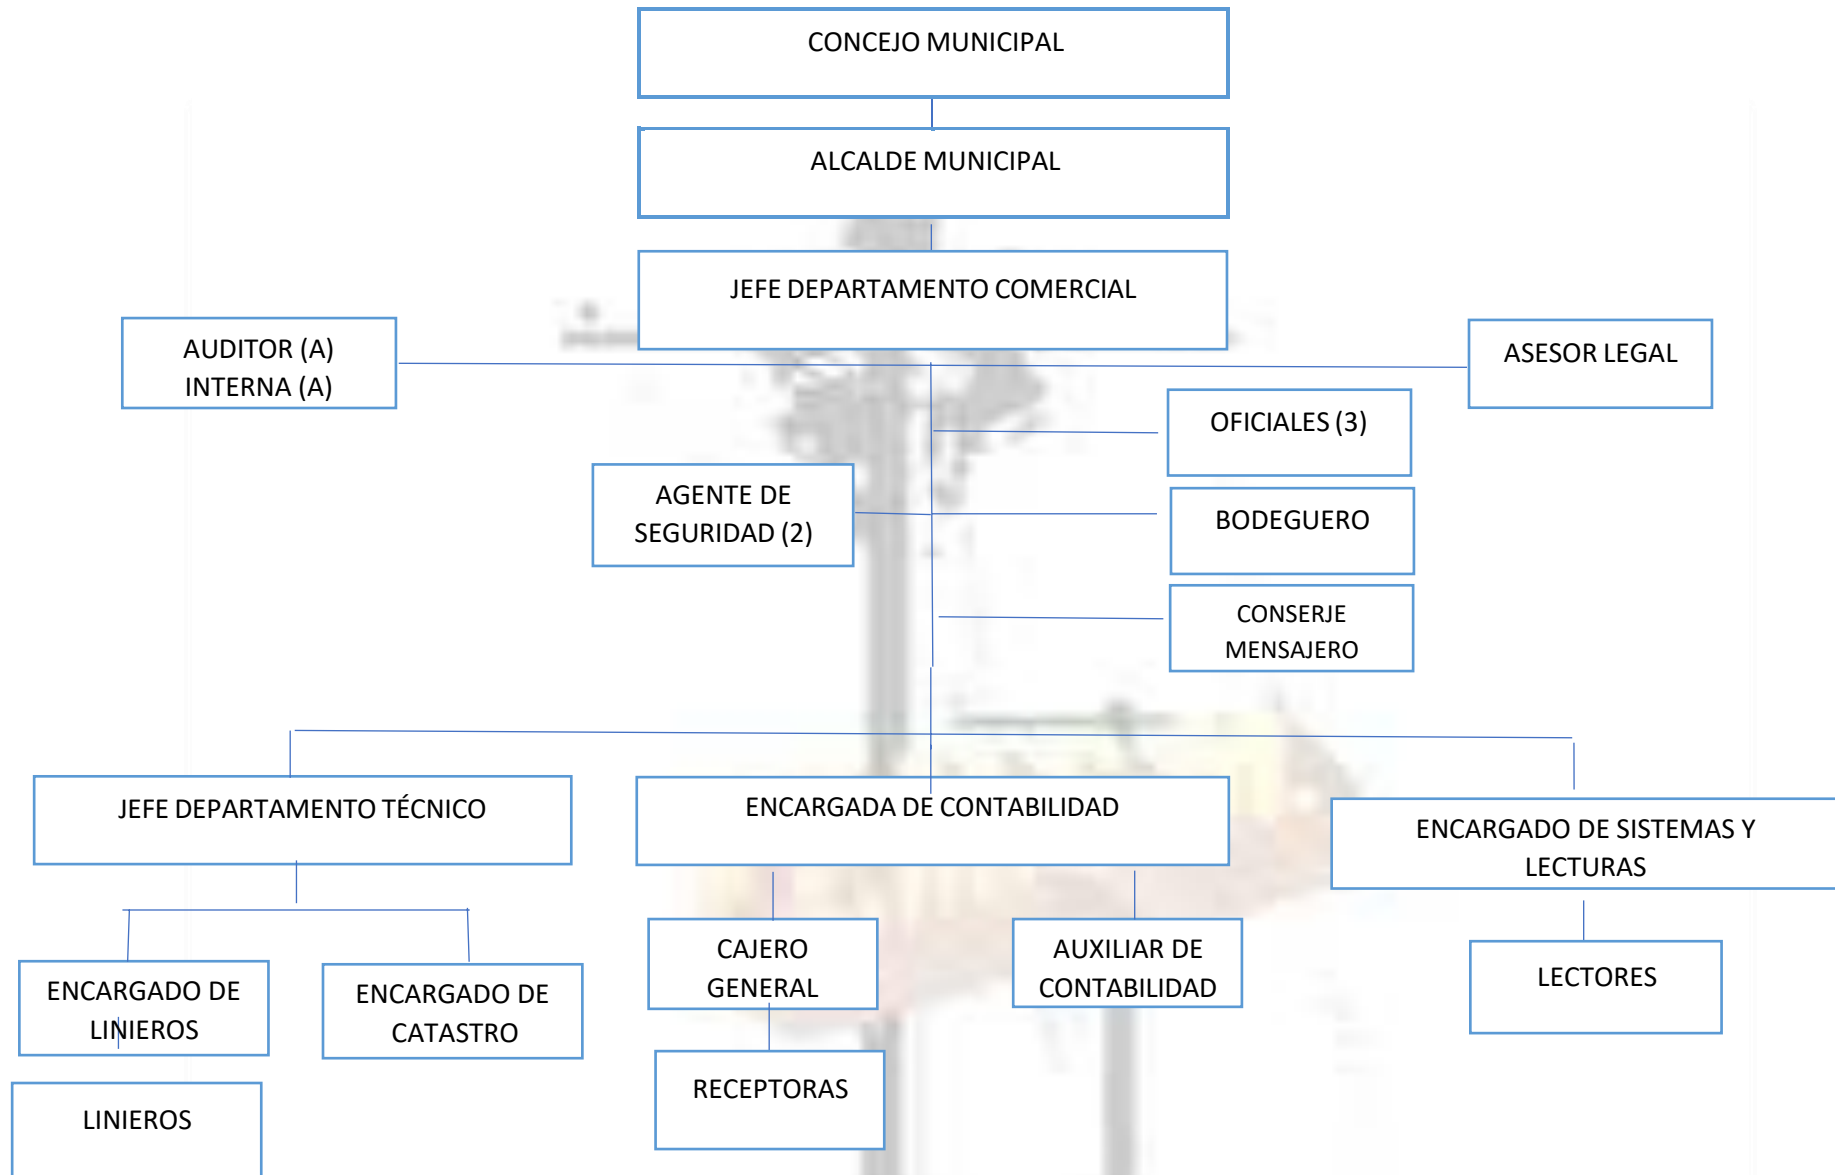 CONCEJO MUNICIPAL
ALCALDE MUNICIPAL
JEFE DEPARTAMENTO COMERCIAL
AUDITOR (A)
INTERNA (A)
ASESOR LEGAL
OFICIALES (3)
AGENTE DE
SEGURIDAD (2)
BODEGUERO
CONSERJE
MENSAJERO
JEFE DEPARTAMENTO TÉCNICO
ENCARGADA DE CONTABILIDAD
ENCARGADO DE SISTEMAS Y
LECTURAS
ENCARGADO DE
LINIEROS
ENCARGADO DE
CATASTRO
CAJERO
GENERAL
AUXILIAR DE
CONTABILIDAD
LECTORES
LINIEROS
RECEPTORAS